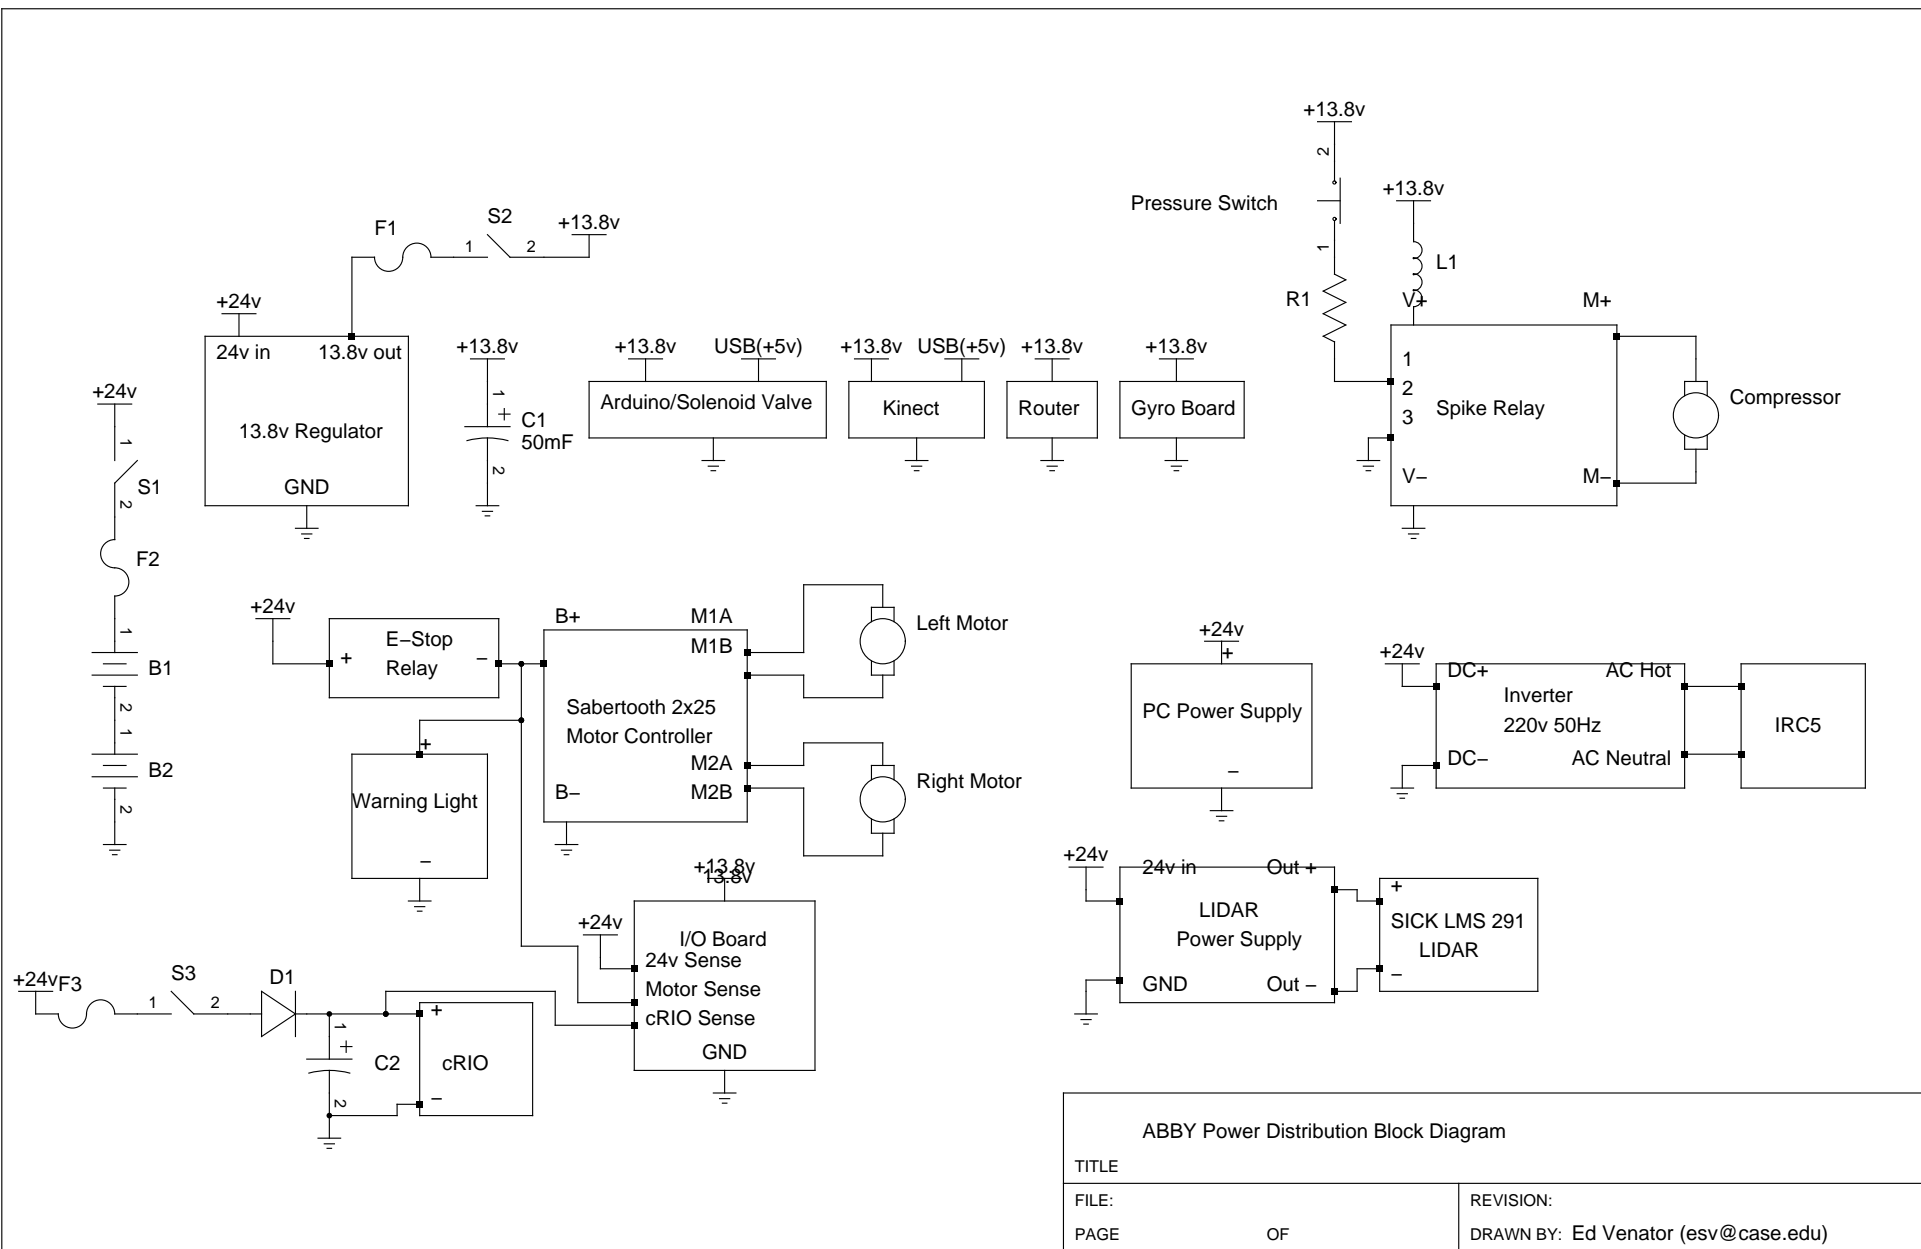 +13.8v
2
Pressure Switch
1
+13.8v
L1
R1
F1
S2
1
2
+13.8v
+24v
24v in
13.8v out
13.8v Regulator
GND
+24v
1
S1
2
F2
1
B1
2
1
B2
2
+13.8v
1
+
C1
50mF
2
+13.8v
USB(+5v)
Arduino/Solenoid Valve
+13.8v
USB(+5v)
Kinect
+13.8v
Router
+13.8v
Gyro Board
V+
M+
1
2
3
Spike Relay
V−
M−
Compressor
+24v
E−Stop
Relay
+
−
B+
M1A
M1B
Sabertooth 2x25
Motor Controller
M2A
M2B
B−
Left Motor
Right Motor
+
Warning Light
−
+24v
+
PC Power Supply
−
+24v
DC+
AC Hot
Inverter
220v 50Hz
DC−
AC Neutral
IRC5
+13.8v
13.8v
+24v
I/O Board
24v Sense
Motor Sense
cRIO Sense
GND
+24v
24v in
Out +
LIDAR
Power Supply
GND
Out −
+
SICK LMS 291
LIDAR
−
+24v
F3
S3
1
2
D1
1
+
C2
2
+
cRIO
−
ABBY Power Distribution Block Diagram
TITLE
FILE:
REVISION:
PAGE
OF
DRAWN BY: Ed Venator (esv@case.edu)